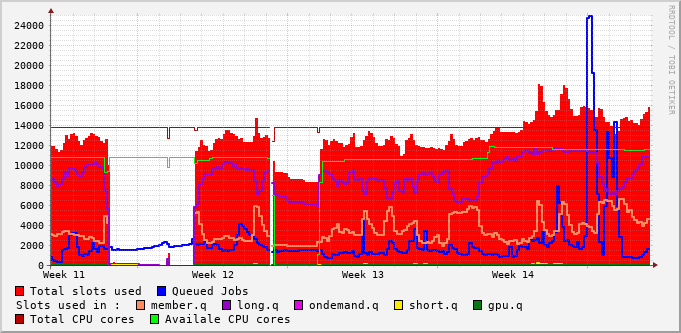 RRDTOOL / TOBI OETIKER
24000
22000
20000
18000
16000
14000
12000
10000
8000
6000
4000
2000
0
Week 11 Week 12 Week 13 Week 14
Total slots used Queued Jobs
Slots used in : member.q long.q ondemand.q short.q gpu.q
Total CPU cores Availale CPU cores